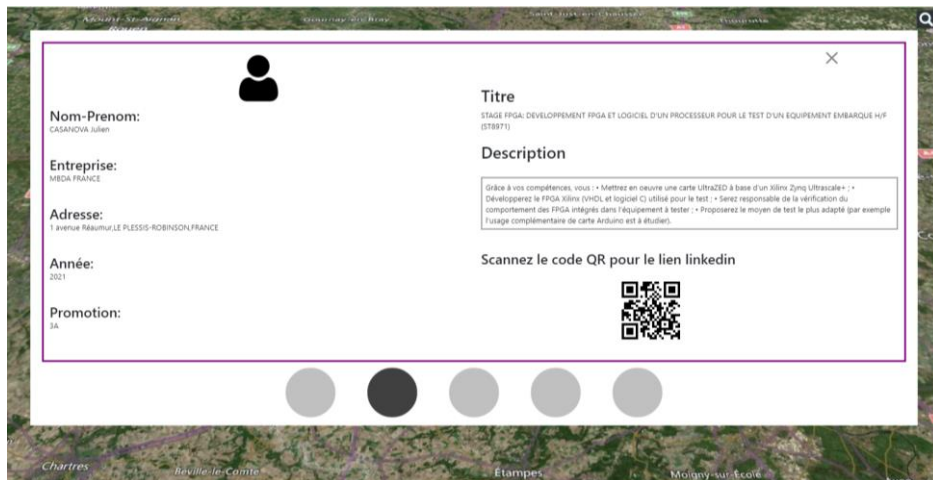 Nom-Prenom:
CASANOVA Julien
Entreprise:
MBDA FRANCE
Adresse:
1 avenue Réaumur,LE PLESSIS-ROBINSON,FRANCE
Année:
2021
Promotion:
3A
Titre
STAGE FPGA: DEVELOPPEMENT FPGA ET LOGICIEL D'UN PROCESSEUR POUR LE TEST D'UN EQUIPEMENT EMBARQUE H/F
(ST8971)
Description
Grâce à vos compétences, vous : • Mettrez en oeuvre une carte UltraZED à base d'un Xilinx Zynq Ultrascale+ ; •
Développerez le FPGA Xilinx (VHDL et logiciel C) utilisé pour le test ; • Serez responsable de la vérification du
comportement des FPGA intégrés dans l'équipement à tester ; • Proposerez le moyen de test le plus adapté (par exemple
l'usage complémentaire de carte Arduino est à étudier).
Scannez le code QR pour le lien linkedin
Chartres
Étampes
Moigny-sur-École